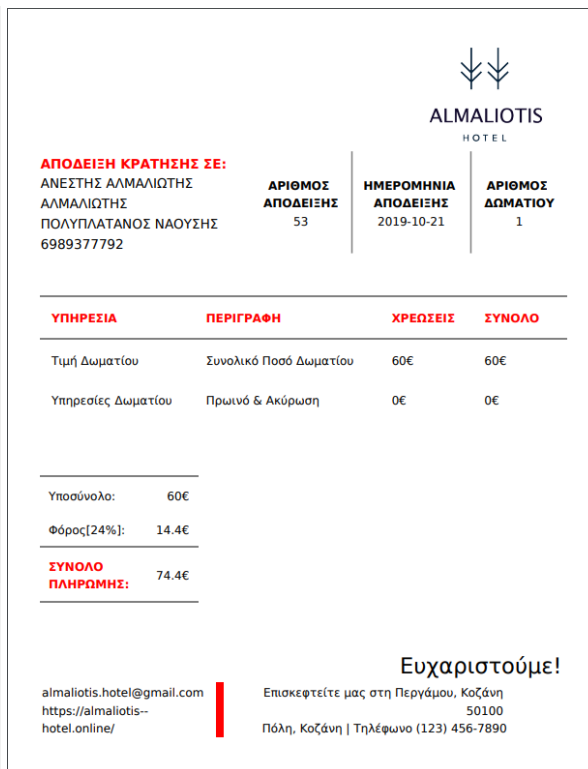 ALMALIOTIS
HOTEL
ΑΠΟΔΕΙΞΗ ΚΡΑΤΗΣΗΣ ΣΕ:
ΑΝΕΣΤΗΣ ΑΛΜΑΛΙΩΤΗΣ
ΑΛΜΑΛΙΩΤΗΣ
ΠΟΛΥΠΛΑΤΑΝΟΣ ΝΑΟΥΣΗΣ
6989377792
ΑΡΙΘΜΟΣ
ΑΠΟΔΕΙΞΗΣ
53
ΗΜΕΡΟΜΗΝΙΑ
ΑΠΟΔΕΙΞΗΣ
2019-10-21
ΑΡΙΘΜΟΣ
ΔΩΜΑΤΙΟΥ
1
ΥΠΗΡΕΣΙΑ ΠΕΡΙΓΡΑΦΗ ΧΡΕΩΣΕΙΣ ΣΥΝΟΛΟ
Τιμή Δωματίου Συνολικό Ποσό Δωματίου 60€ 60€
Υπηρεσίες Δωματίου Πρωινό & Ακύρωση 0€ 0€
Υποσύνολο: 60€
Φόρος[24%]: 14.4€
ΣΥΝΟΛΟ
ΠΛΗΡΩΜΗΣ: 74.4€
Ευχαριστούμε!
almaliotis.hotel@gmail.com
https://almaliotis--
hotel.online/
Επισκεφτείτε μας στη Περγάμου, Κοζάνη
50100
Πόλη, Κοζάνη | Τηλέφωνο (123) 456-7890